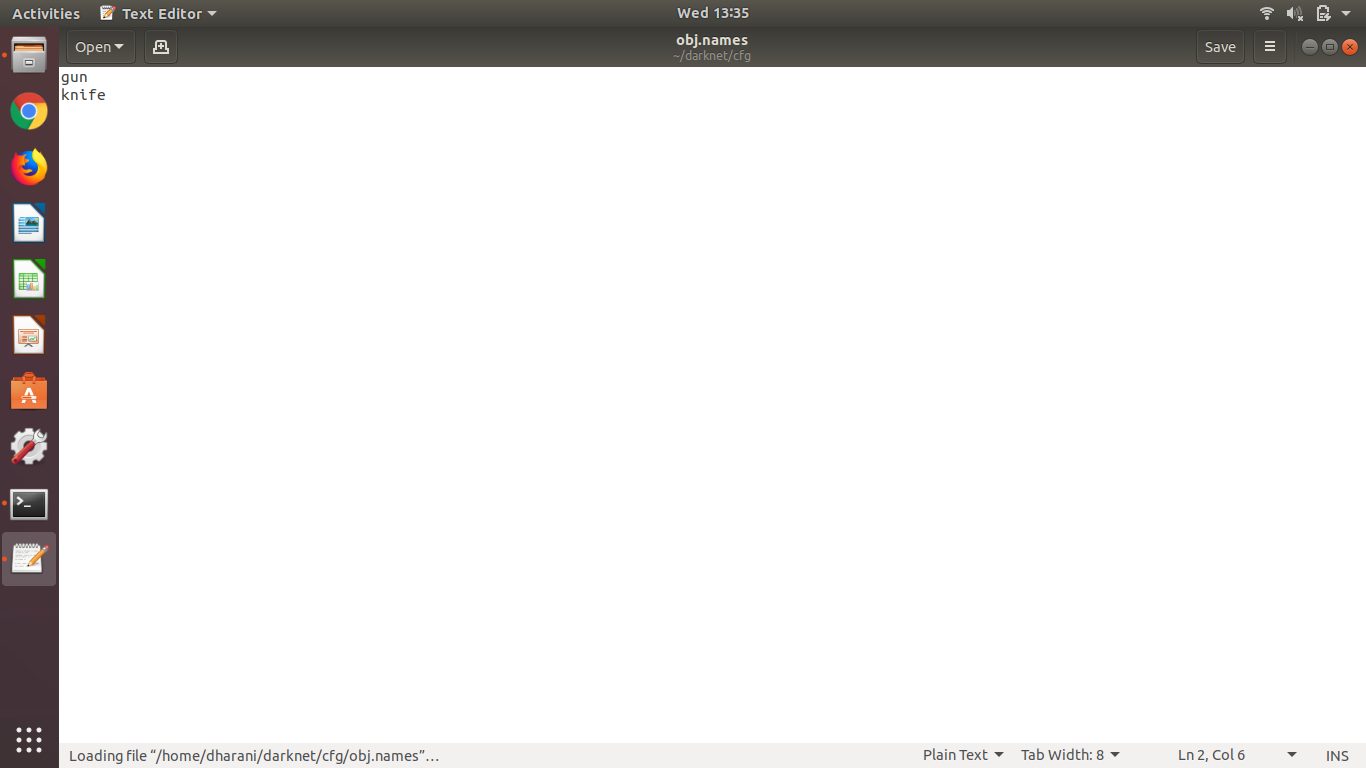 Activities Text Editor Wed 13:35
Open obj.names Save
~/darknet/cfg
gun
knife
Loading file “/home/dharani/darknet/cfg/obj.names”… Plain Text Tab Width: 8 Ln 2, Col 6 INS